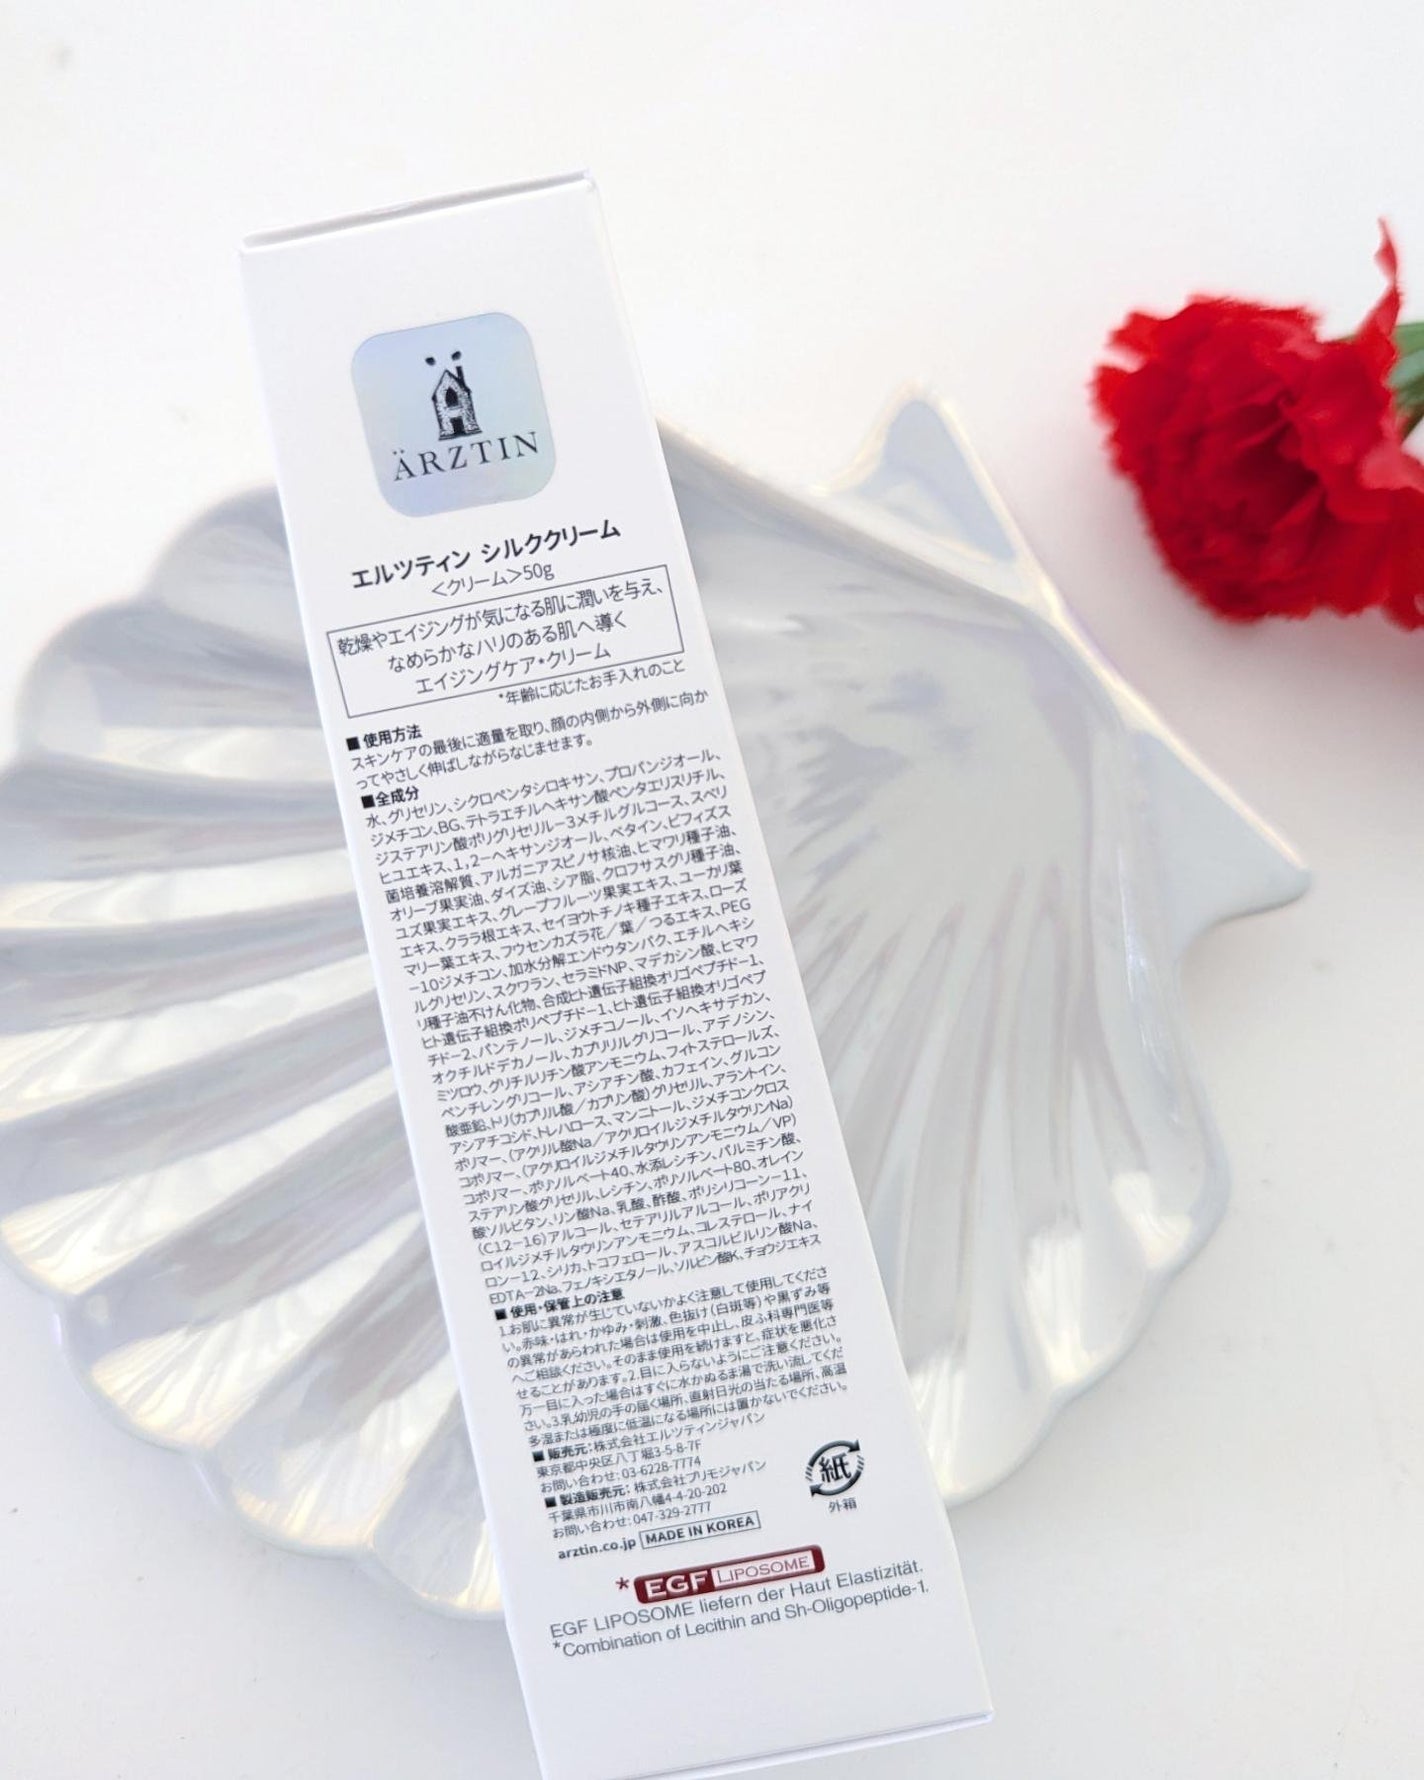 ÄRZTIN
エルツティン シルククリーム
＜クリーム＞50g
乾燥やエイジングが気になる肌に潤いを与え、
なめらかなハリのある肌へ導く
エイジングケア*クリーム
*年齢に応じたお手入れのこと
■ 使用方法
スキンケアの最後に適量を取り、顔の内側から外側に向か
ってやさしく伸ばしながらなじませます。
■全成分
水、グリセリン、シクロペンタシロキサン、プロパンジオール、
ジメチコン、BG、テトラエチルヘキサン酸ペンタエリスリチル、
ジステアリン酸ポリグリセリル－3メチルグルコース、スベリ
ヒユエキス、1，2－ヘキサンジオール、ベタイン、ビフィズス
菌培養溶解質、アルガニアスピノサ核油、ヒマワリ種子油、
オリーブ果実油、ダイズ油、シア脂、クロフサスグリ種子油、
ユズ果実エキス、グレープフルーツ果実エキス、ユーカリ葉
エキス、クララ根エキス、セイヨウトチノキ種子エキス、ローズ
マリー葉エキス、フウセンカズラ花／葉／つるエキス、PEG
－10ジメチコン、加水分解エンドウタンパク、エチルヘキシ
ルグリセリン、スクワラン、セラミドNP、マデカシン酸、ヒマワ
リ種子油不けん化物、合成ヒト遺伝子組換オリゴペプチド－1、
ヒト遺伝子組換ポリペプチド－1、ヒト遺伝子組換オリゴペプ
チド－2、パンテノール、ジメチコノール、イソヘキサデカン、
オクチルドデカノール、カプリリルグリコール、アデノシン、
ミツロウ、グリチルリチン酸アンモニウム、フィトステロールズ、
ペンチレングリコール、アシアチン酸、カフェイン、グルコン
酸亜鉛、トリ（カプリル酸／カプリン酸）グリセリル、アラントイン、
アシアチコシド、トレハロース、マンニトール、ジメチコンクロス
ポリマー、（アクリル酸Na／アクリロイルジメチルタウリンNa）
コポリマー、（アクリロイルジメチルタウリンアンモニウム／VP）
コポリマー、ポリソルベート40、水添レシチン、パルミチン酸、
ステアリン酸グリセリル、レシチン、ポリソルベート80、オレイン
酸ソルビタン、リン酸Na、乳酸、酢酸、ポリシリコーン－11、
（C12－16）アルコール、セテアリルアルコール、ポリアクリ
ロイルジメチルタウリンアンモニウム、コレステロール、ナイ
ロン－12、シリカ、トコフェロール、アスコルビルリン酸Na、
EDTA－2Na、フェノキシエタノール、ソルビン酸K、チョウジエキス
■ 使用・保管上の注意
1.お肌に異常が生じていないかよく注意して使用してくださ
い。赤味・はれ・かゆみ・刺激、色抜け（白斑等）や黒ずみ等
の異常があらわれた場合は使用を中止し、皮ふ科専門医等
へご相談ください。そのまま使用を続けますと、症状を悪化さ
せることがあります。2.目に入らないようにご注意ください。
万一目に入った場合はすぐに水かぬるま湯で洗い流してくだ
さい。3.乳幼児の手の届く場所、直射日光の当たる場所、高温
多湿または極度に低温になる場所には置かないでください。
■ 販売元：株式会社エルツティンジャパン
東京都中央区八丁堀3-5-8-7F
お問い合わせ：03-6228-7774
■ 製造販売元： 株式会社プリモジャパン
千葉県市川市南八幡4-4-20-202
お問い合わせ：047-329-2777
arztin.co.jp MADE IN KOREA
紙
外箱
* EGF LIPOSOME
EGF LIPOSOME liefern der Haut Elastizität.
*Combination of Lecithin and Sh-Oligopeptide-1.